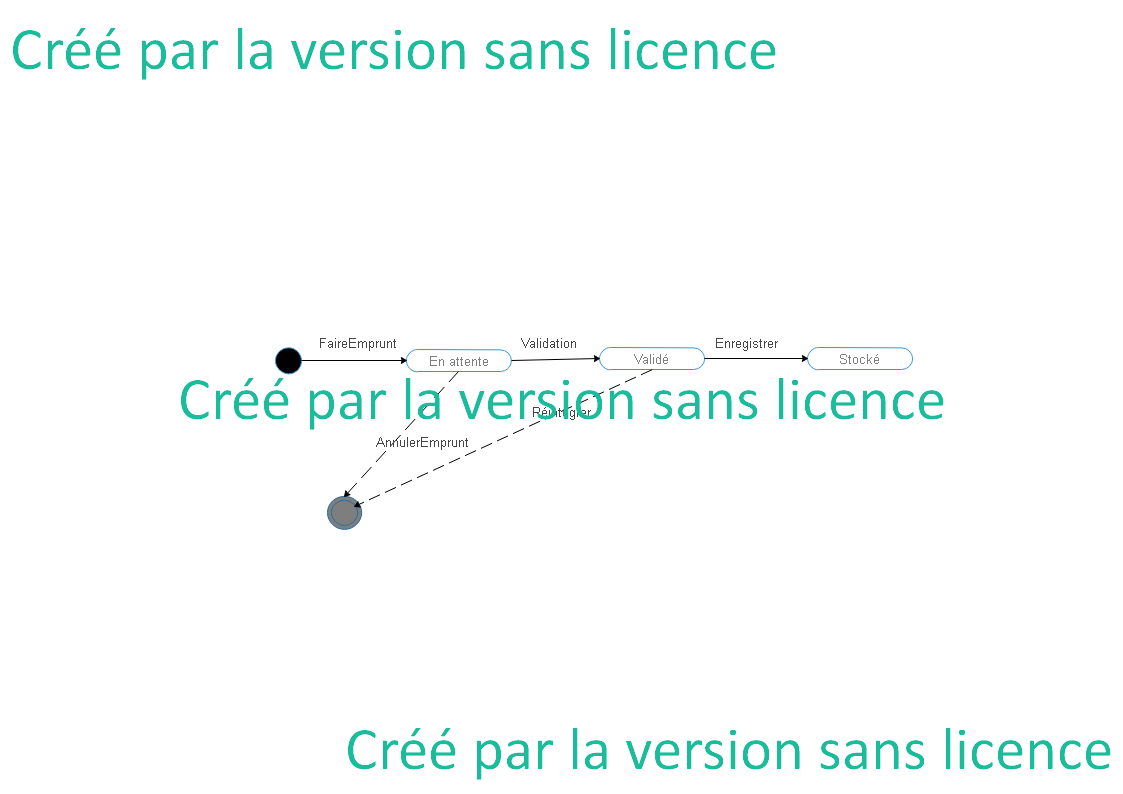 Créé par la version sans licence
FaireEmprunt
Validation
Enregistrer
En attente
Validé
Stocké
Créé par la version sans licence
AnnulerEmprunt
Créé par la version sans licence